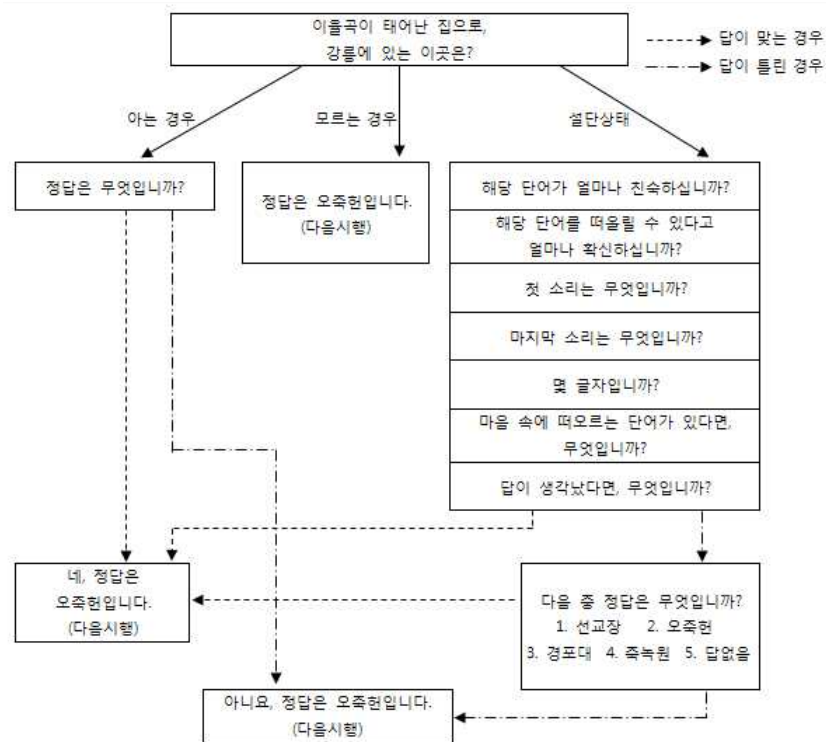 이율곡이 태어난 집으로,
강릉에 있는 이곳은?
답이 맞는 경우
답이 틀린 경우
아는 경우
모르는 경우
설단상태
정답은 무엇입니까?
정답은 오죽헌입니다.
(다음시행)
해당 단어가 얼마나 친숙하십니까?
해당 단어를 떠올릴 수 있다고
얼마나 확신하십니까?
첫 소리는 무엇입니까?
마지막 소리는 무엇입니까?
몇 글자입니까?
마음 속에 떠오르는 단어가 있다면,
무엇입니까?
답이 생각났다면, 무엇입니까?
네, 정답은
오죽헌입니다.
(다음시행)
다음 중 정답은 무엇입니까?
1. 선교장 2. 오죽헌
3. 경포대 4. 죽녹원 5. 답없음
아니요, 정답은 오죽헌입니다.
(다음시행)